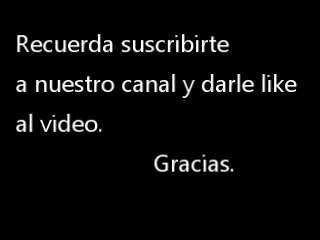 Recuerda suscribirte
a nuestro canal y darle like
al video.
Gracias.